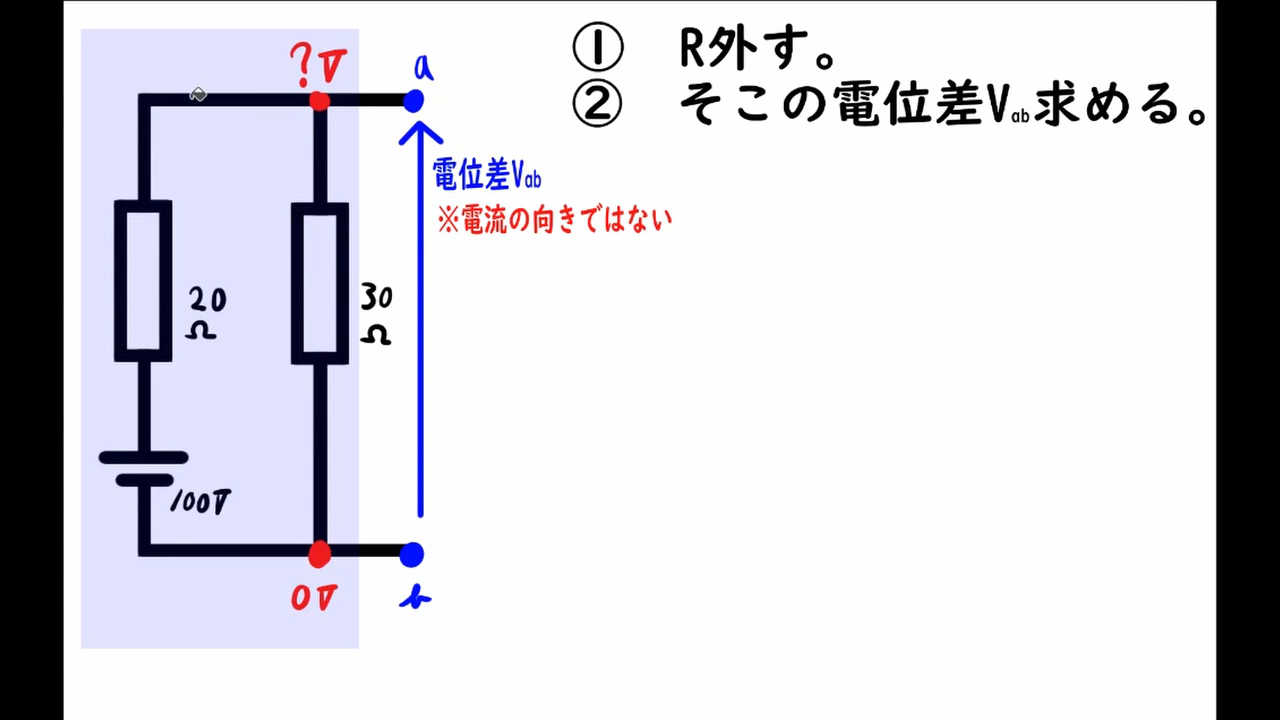 ① R外す。
② そこの電位差Vab求める。
?V
a
電位差Vab
※電流の向きではない
20
Ω
30
Ω
100V
0V
b